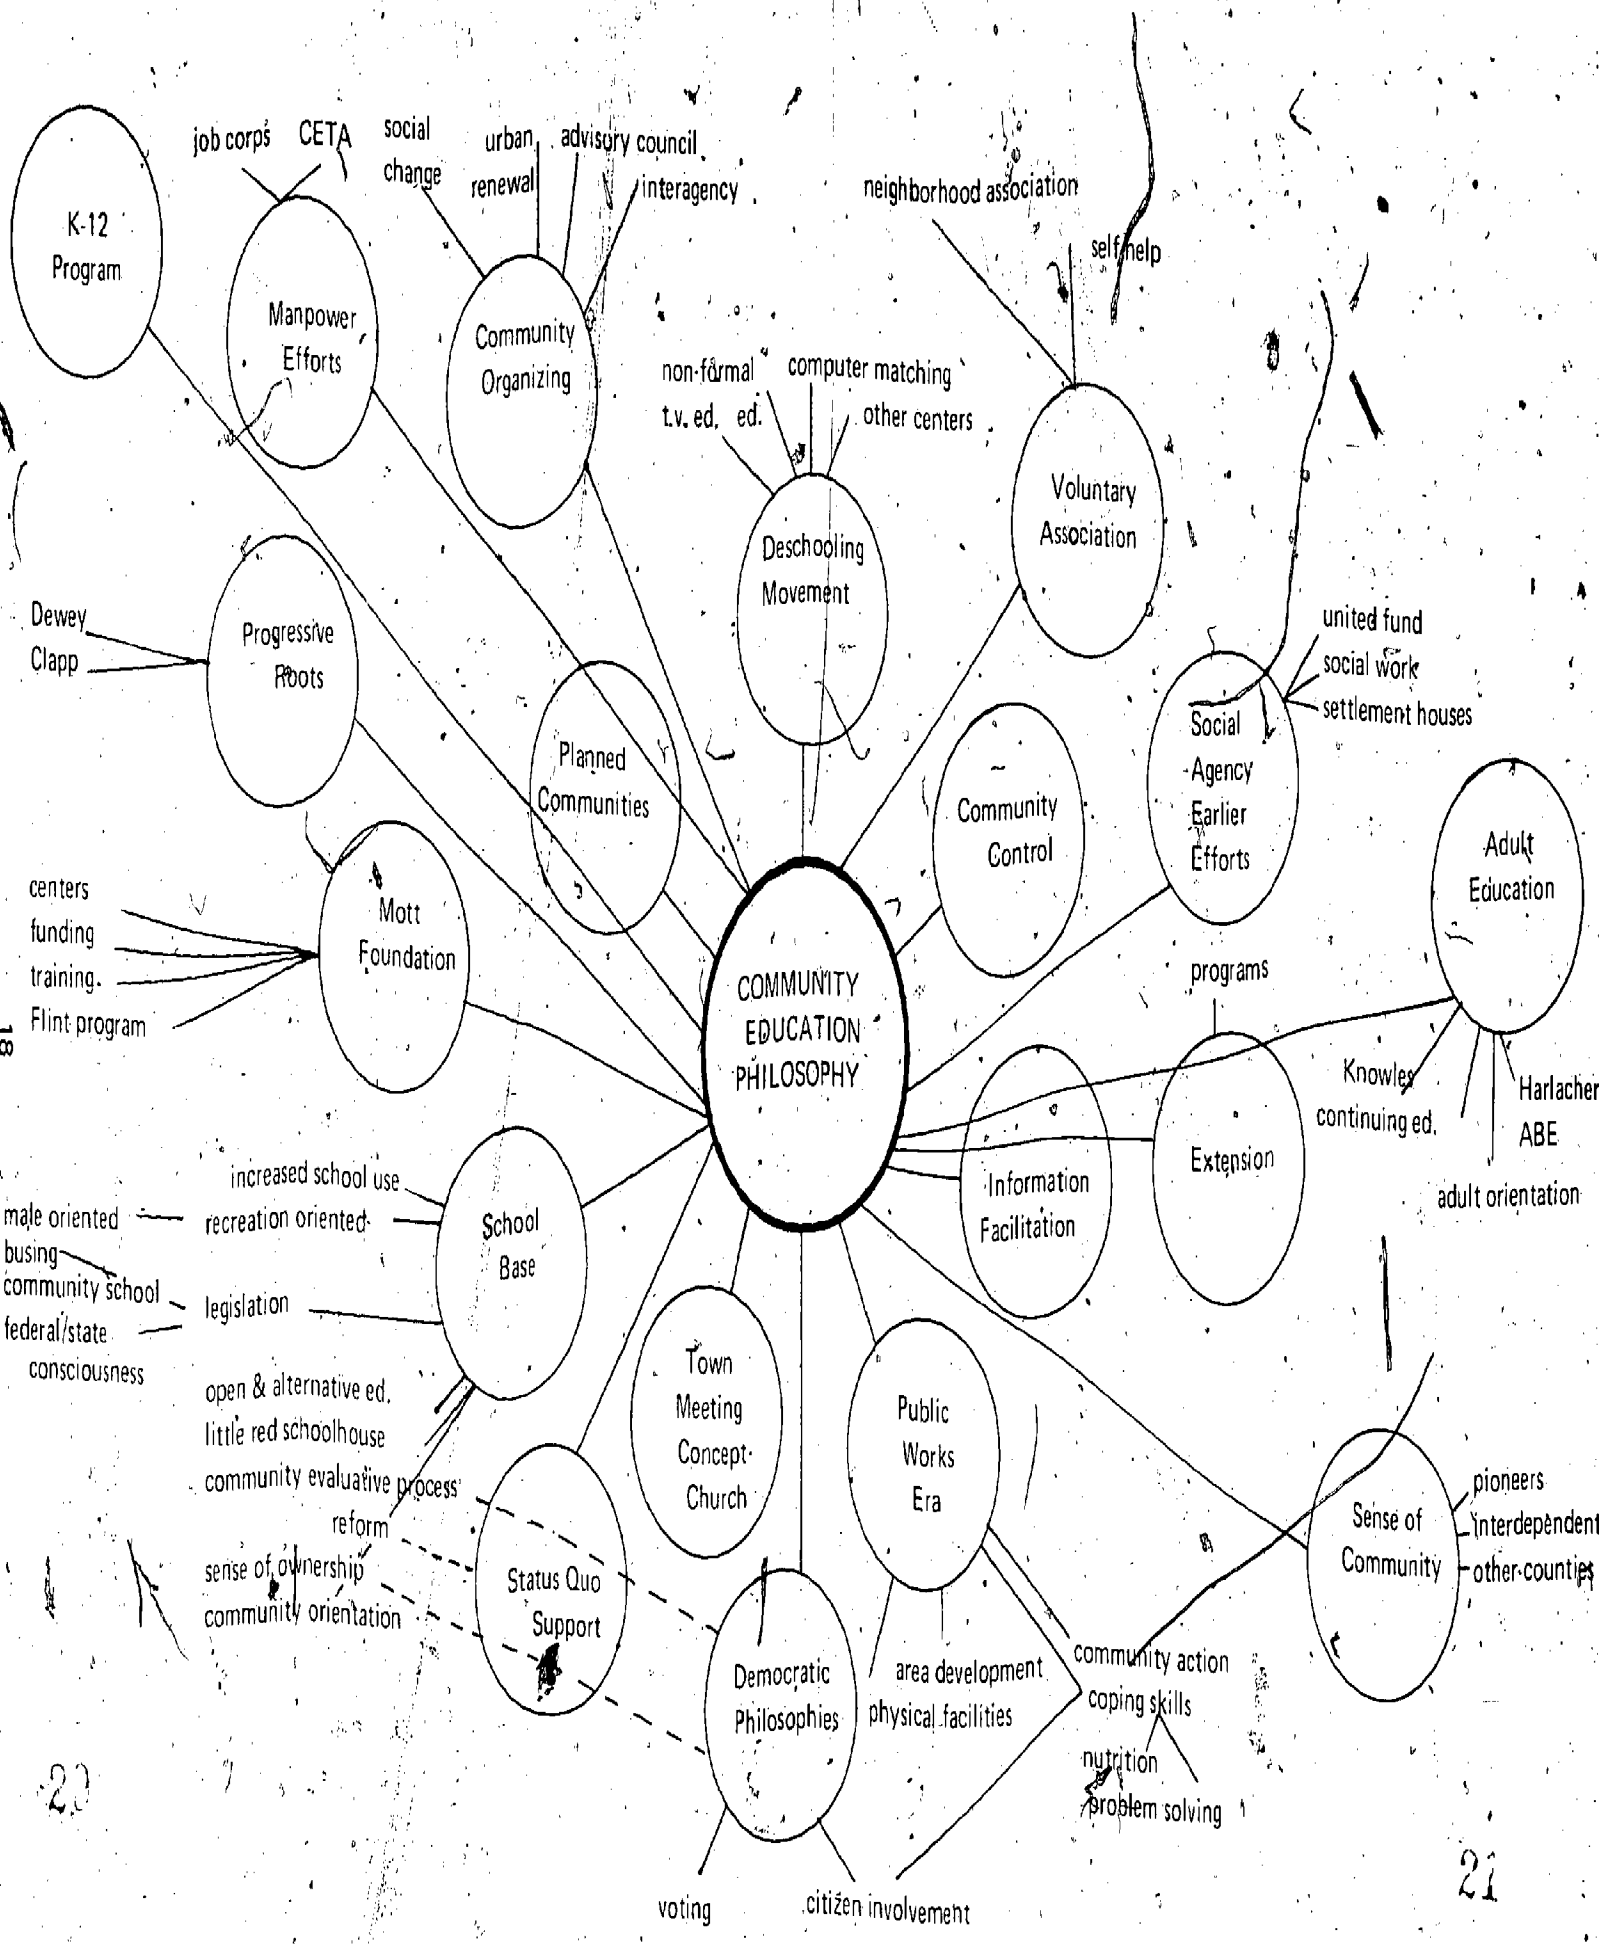 job corps CETA
social
change
urban
renewal
advisory council
interagency
neighborhood association
self help
K-12
Program
Manpower
Efforts
Community
Organizing
non-formal
t.v. ed. ed.
computer matching
other centers
Voluntary
Association
Deschooling
Movement
Dewey
Clapp
Progressive
Roots
united fund
social work
settlement houses
Planned
Communities
Community
Control
Social
Agency
Earlier
Efforts
Adult
Education
centers
funding
training
Flint program
Mott
Foundation
COMMUNITY
EDUCATION
PHILOSOPHY
programs
Knowles
continuing ed.
Harlacher
ABE
adult orientation
18
increased school use
male oriented
recreation oriented
busing
community school
legislation
federal/state
consciousness
School
Base
Information
Facilitation
Extension
open & alternative ed.
little red schoolhouse
community evaluative process
reform
sense of ownership
community orientation
Town
Meeting
Concept
Church
Public
Works
Era
Sense of
Community
pioneers
interdependent
other counties
Status Quo
Support
Democratic
Philosophies
area development
physical facilities
community action
coping skills
nutrition
problem solving
voting
citizen involvement
20
21